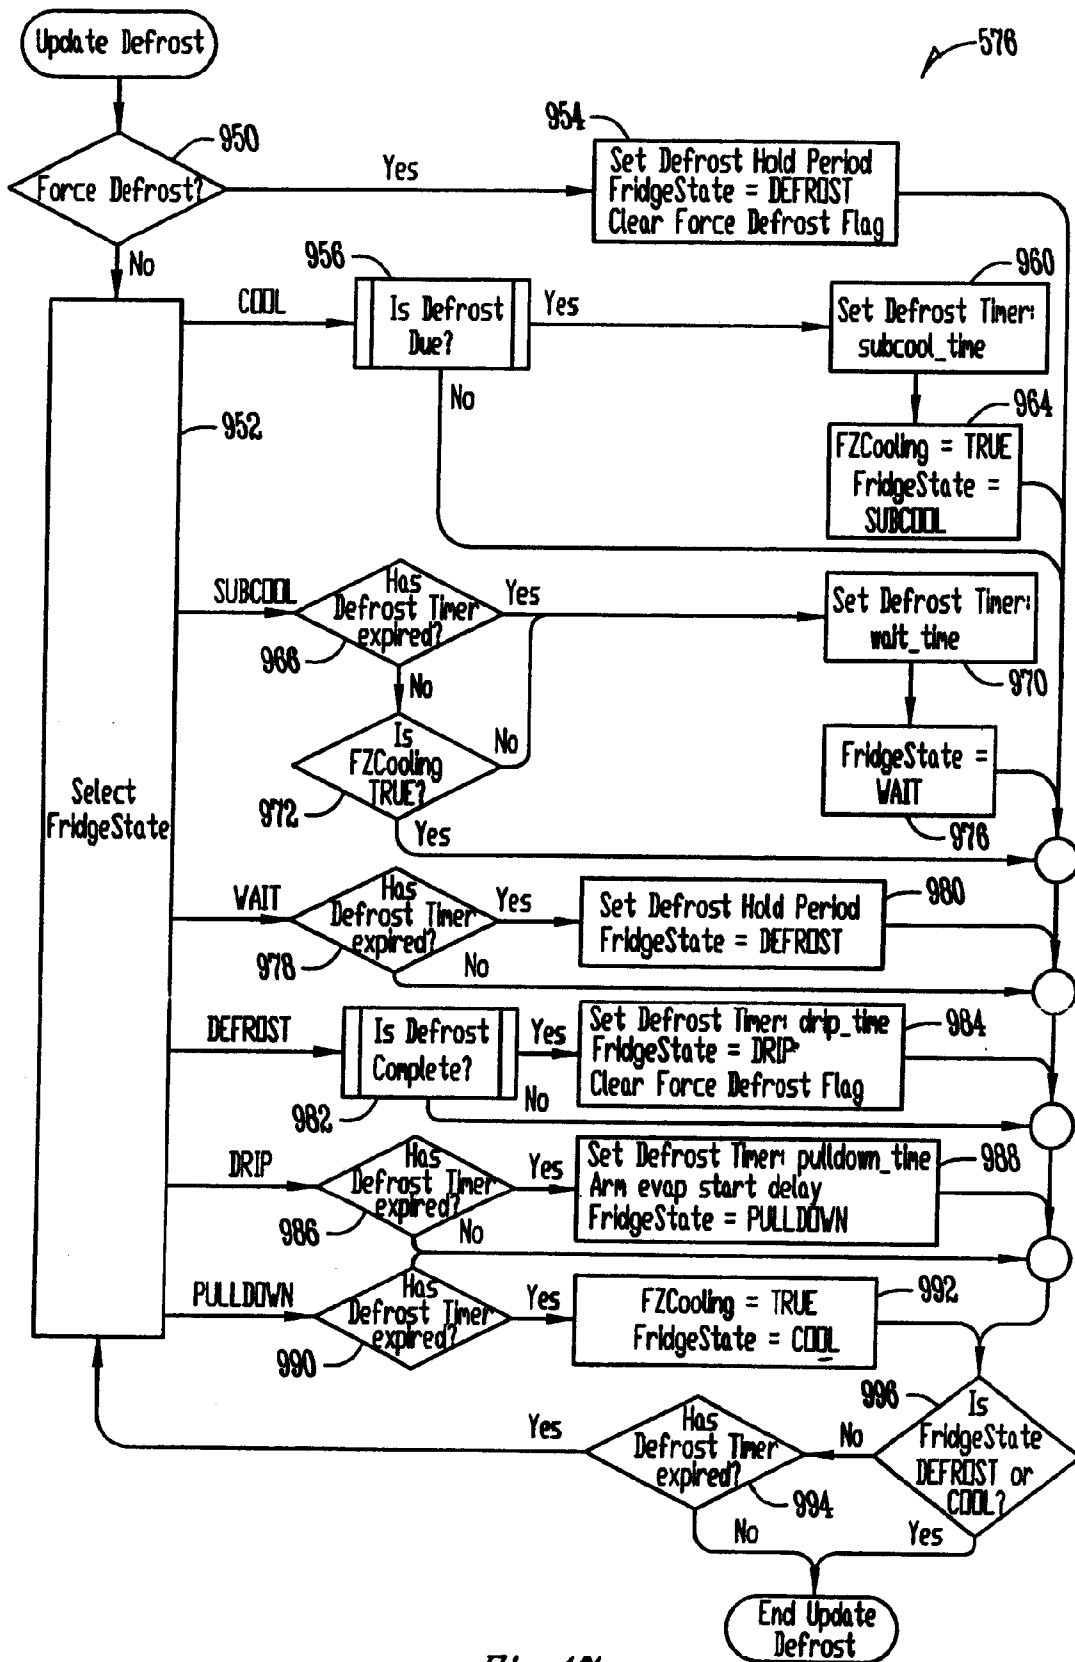 Update Defrost
576
950
Force Defrost?
Yes
No
954
Set Defrost Hold Period
FridgeState = DEFROST
Clear Force Defrost Flag
952
Select
FridgeState
COOL
956
Is Defrost
Due?
Yes
No
960
Set Defrost Timer:
subcool_time
964
FZCooling = TRUE
FridgeState =
SUBCOOL
SUBCOOL
Has
Defrost Timer
expired?
966
Yes
No
Set Defrost Timer:
wait_time
970
Is
FZCooling
TRUE?
972
No
Yes
FridgeState =
WAIT
976
WAIT
Has
Defrost Timer
expired?
978
Yes
No
980
Set Defrost Hold Period
FridgeState = DEFROST
DEFROST
Is Defrost
Complete?
982
Yes
No
Set Defrost Timer: drip_time
FridgeState = DRIP
Clear Force Defrost Flag
984
DRIP
Has
Defrost Timer
expired?
986
Yes
No
Set Defrost Timer: pulldown_time
Arm evap start delay
FridgeState = PULLDOWN
988
PULLDOWN
Has
Defrost Timer
expired?
990
Yes
FZCooling = TRUE
FridgeState = COOL
992
996
Is
FridgeState
DEFROST or
COOL?
No
Yes
Has
Defrost Timer
expired?
994
Yes
No
End Update
Defrost